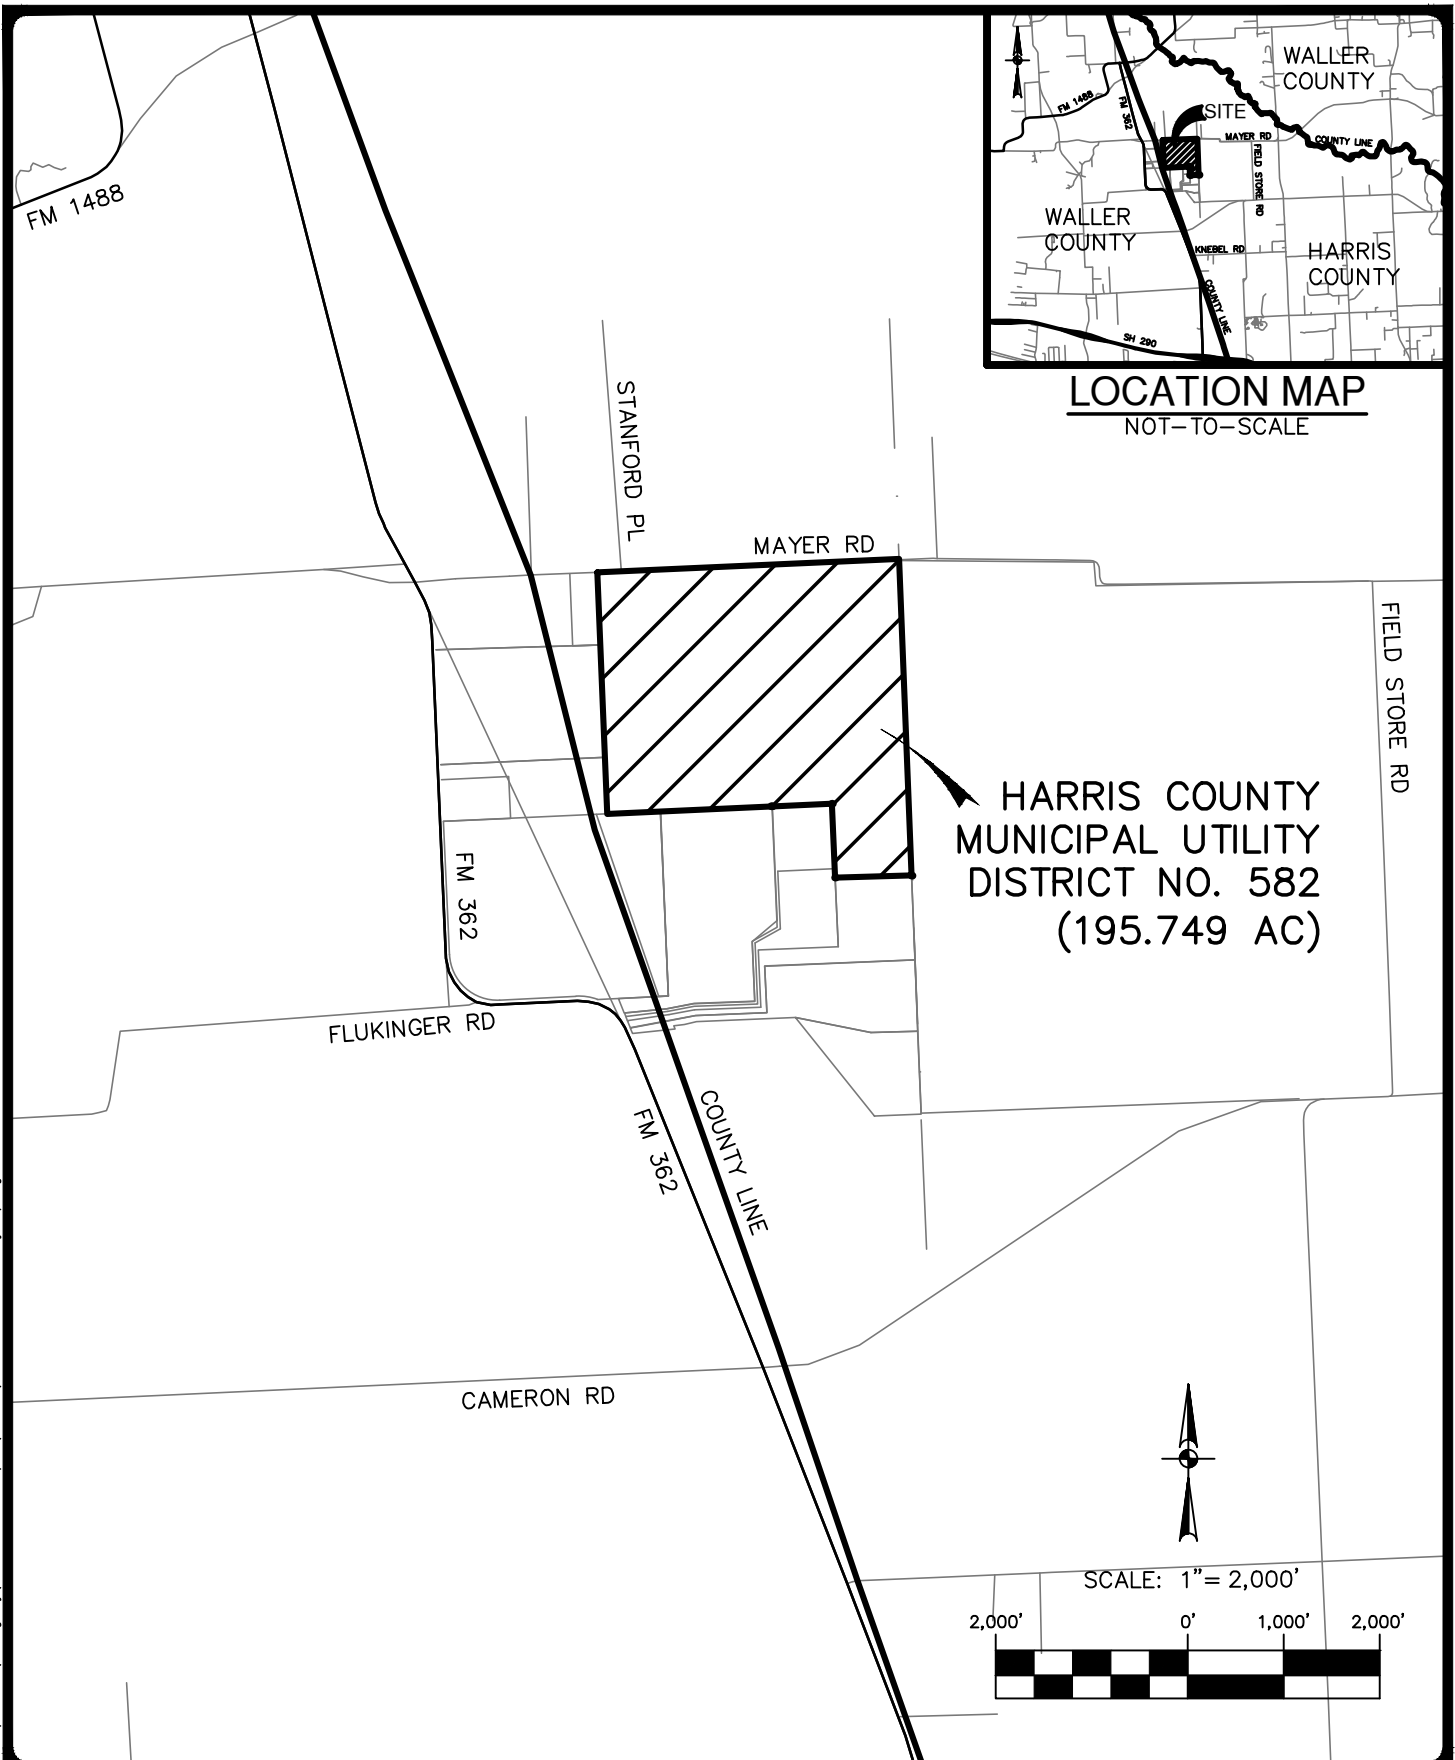 FM 1488
STANFORD PL
MAYER RD
FIELD STORE RD
HARRIS COUNTY
MUNICIPAL UTILITY
DISTRICT NO. 582
(195.749 AC)
FM 362
FLUKINGER RD
FM 362
COUNTY LINE
CAMERON RD
WALLER
COUNTY
SITE
FM 1488
FM 362
MAYER RD
COUNTY LINE
FIELD STORE RD
WALLER
COUNTY
KNEBEL RD
HARRIS
COUNTY
COUNTY LINE
SH 290
LOCATION MAP
NOT-TO-SCALE
SCALE: 1"= 2,000'
2,000' 0' 1,000' 2,000'